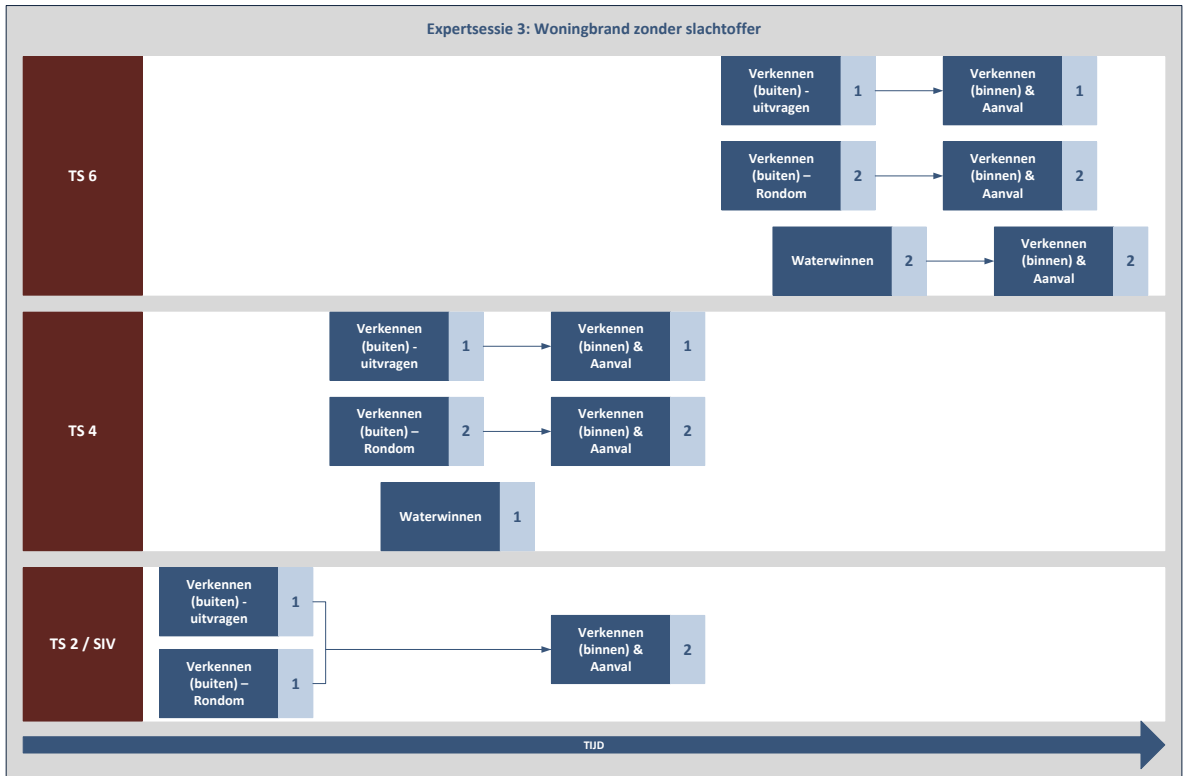 Expertsessie 3: Woningbrand zonder slachtoffer
TS 6
Verkennen
(buiten) -
uitvragen
1
Verkennen
(binnen) &
Aanval
1
Verkennen
(buiten) –
Rondom
2
Verkennen
(binnen) &
Aanval
2
Waterwinnen
2
Verkennen
(binnen) &
Aanval
2
TS 4
Verkennen
(buiten) -
uitvragen
1
Verkennen
(binnen) &
Aanval
1
Verkennen
(buiten) –
Rondom
2
Verkennen
(binnen) &
Aanval
2
Waterwinnen
1
TS 2 / SIV
Verkennen
(buiten) -
uitvragen
1
Verkennen
(buiten) –
Rondom
1
Verkennen
(binnen) &
Aanval
2
TIJD